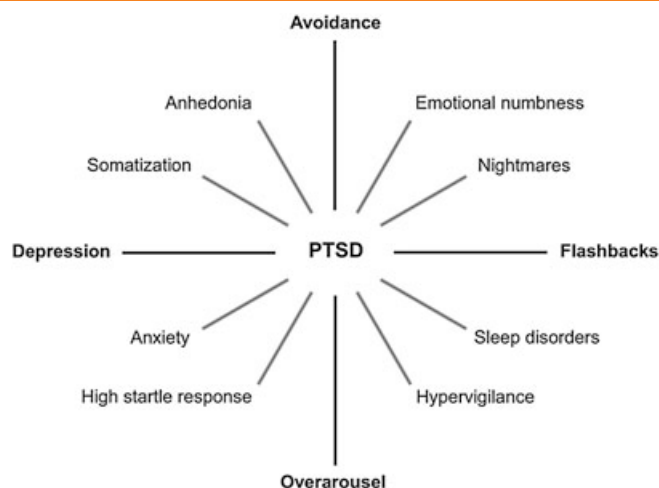 Avoidance
Anhedonia
Emotional numbness
Somatization
Nightmares
Depression
PTSD
Flashbacks
Anxiety
Sleep disorders
High startle response
Hypervigilance
Overarousel